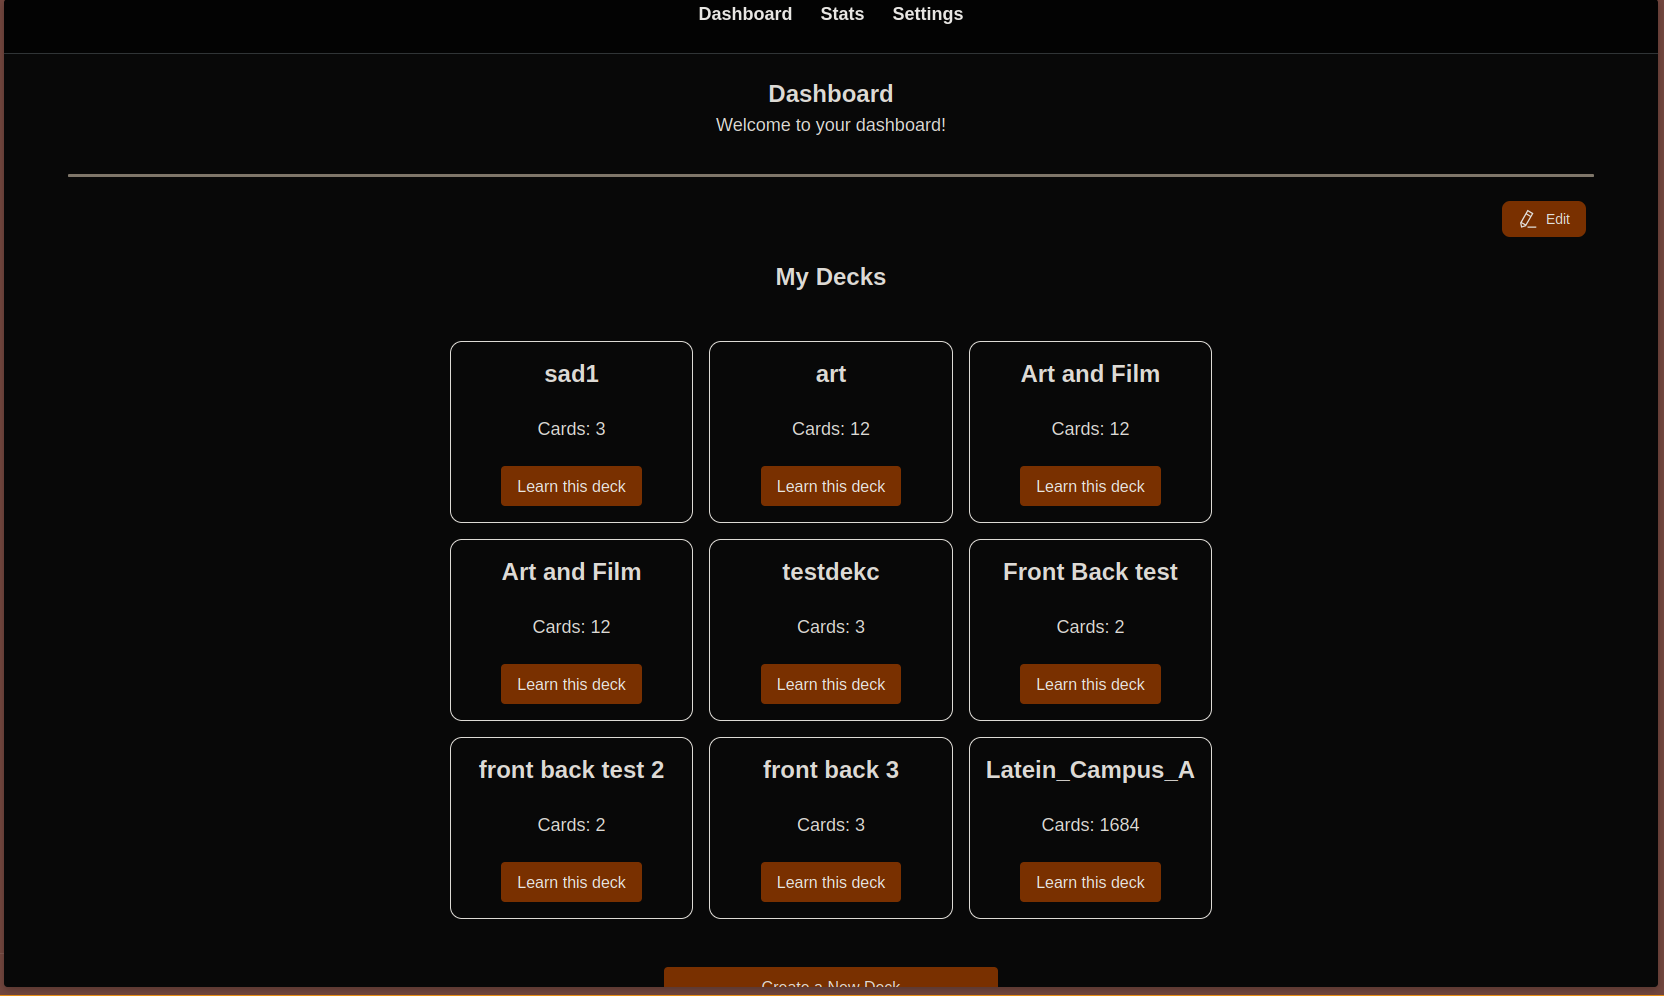 Dashboard Stats Settings
Dashboard
Welcome to your dashboard!
Edit
My Decks
sad1
Cards: 3
Learn this deck
art
Cards: 12
Learn this deck
Art and Film
Cards: 12
Learn this deck
Art and Film
Cards: 12
Learn this deck
testdekc
Cards: 3
Learn this deck
Front Back test
Cards: 2
Learn this deck
front back test 2
Cards: 2
Learn this deck
front back 3
Cards: 3
Learn this deck
Latein_Campus_A
Cards: 1684
Learn this deck
Create a New Deck